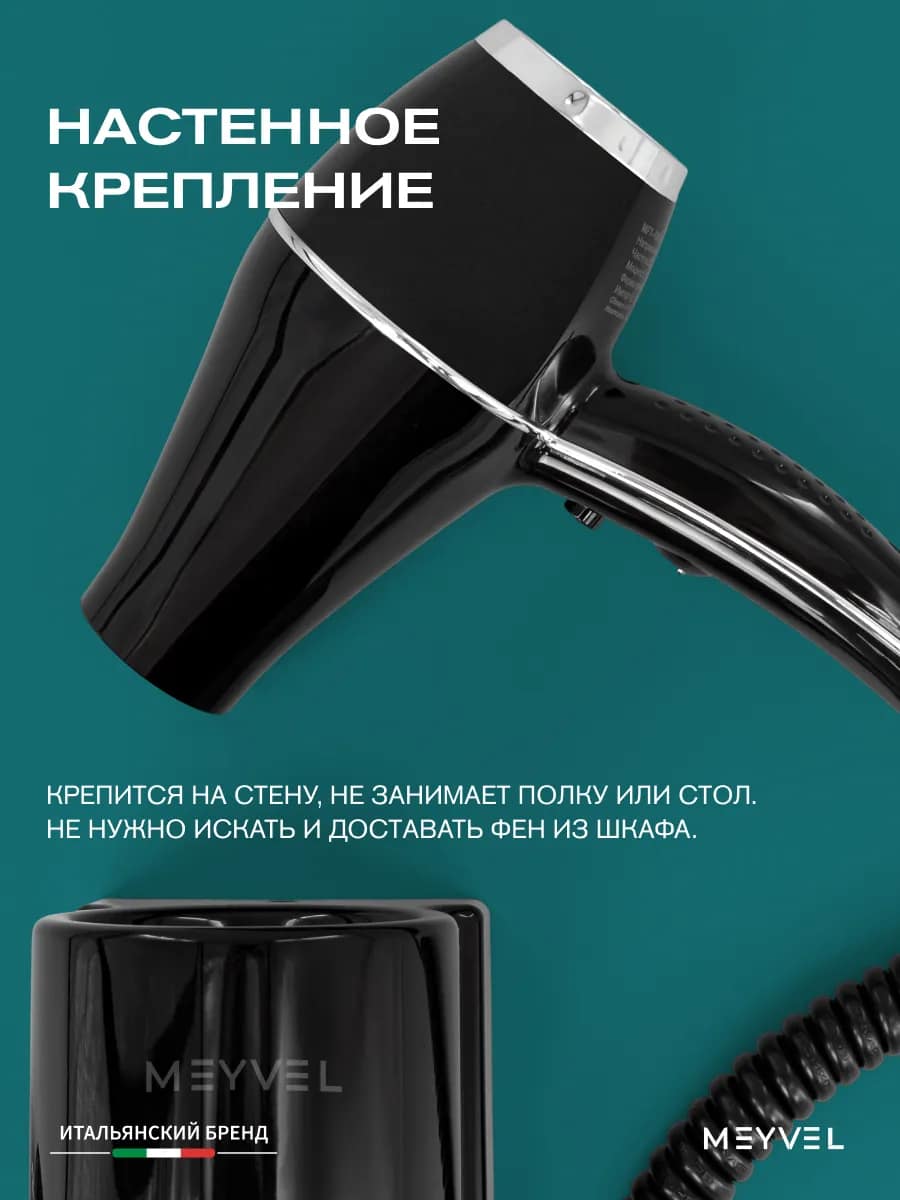 НАСТЕННОЕ
КРЕПЛЕНИЕ
КРЕПИТСЯ НА СТЕНУ, НЕ ЗАНИМАЕТ ПОЛКУ ИЛИ СТОЛ.
НЕ НУЖНО ИСКАТЬ И ДОСТАВАТЬ ФЕН ИЗ ШКАФА.
MEYVEL
ИТАЛЬЯНСКИЙ БРЕНД
MEYVEL